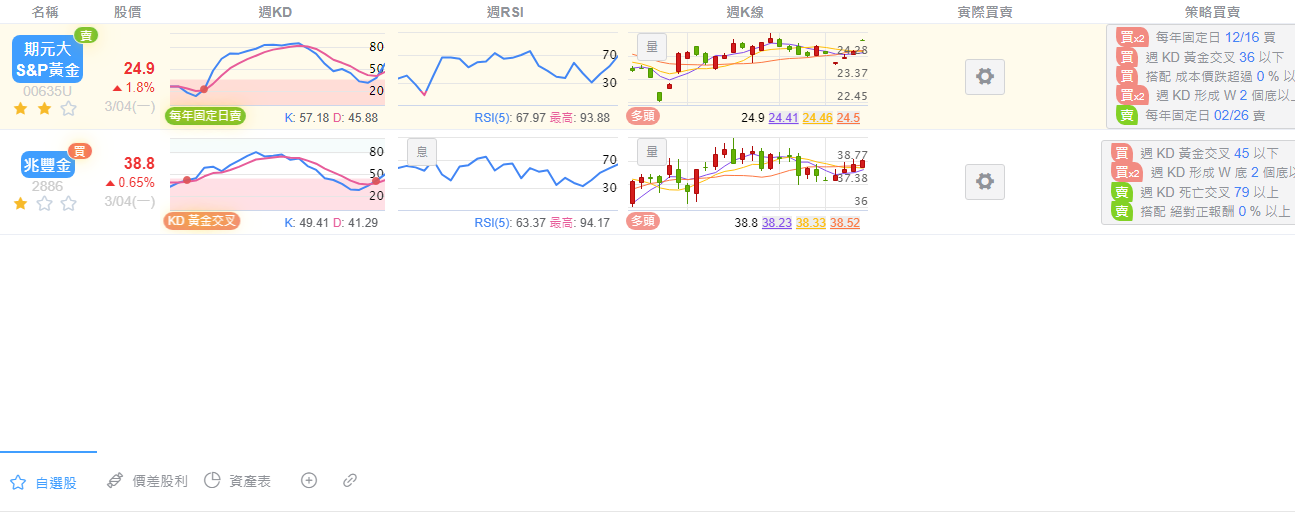 名稱 股價 週KD 週RSI 週K線 實際買賣 策略買賣
賣
期元大
S&P黃金
00635U
24.9
1.8%
3/04(一)
80
50
20
每年固定日賣
K: 57.18 D: 45.88
70
30
RSI(5): 67.97 最高: 93.88
量
24.28
23.37
22.45
多頭
24.9 24.41 24.46 24.5
買x2 每年固定日 12/16 買
買 週 KD 黃金交叉 36 以下
買 搭配 成本價跌超過 0 % 以
買x2 週 KD 形成 W 2 個底以上
賣 每年固定日 02/26 賣
買
兆豐金
2886
38.8
0.65%
3/04(一)
80
50
20
KD 黃金交叉
K: 49.41 D: 41.29
息
70
30
RSI(5): 63.37 最高: 94.17
量
38.77
37.38
36
多頭
38.8 38.23 38.33 38.52
買 週 KD 黃金交叉 45 以下
買x2 週 KD 形成 W 底 2 個底以
賣 週 KD 死亡交叉 79 以上
賣 搭配 絕對正報酬 0 % 以上
自選股 價差股利 資產表